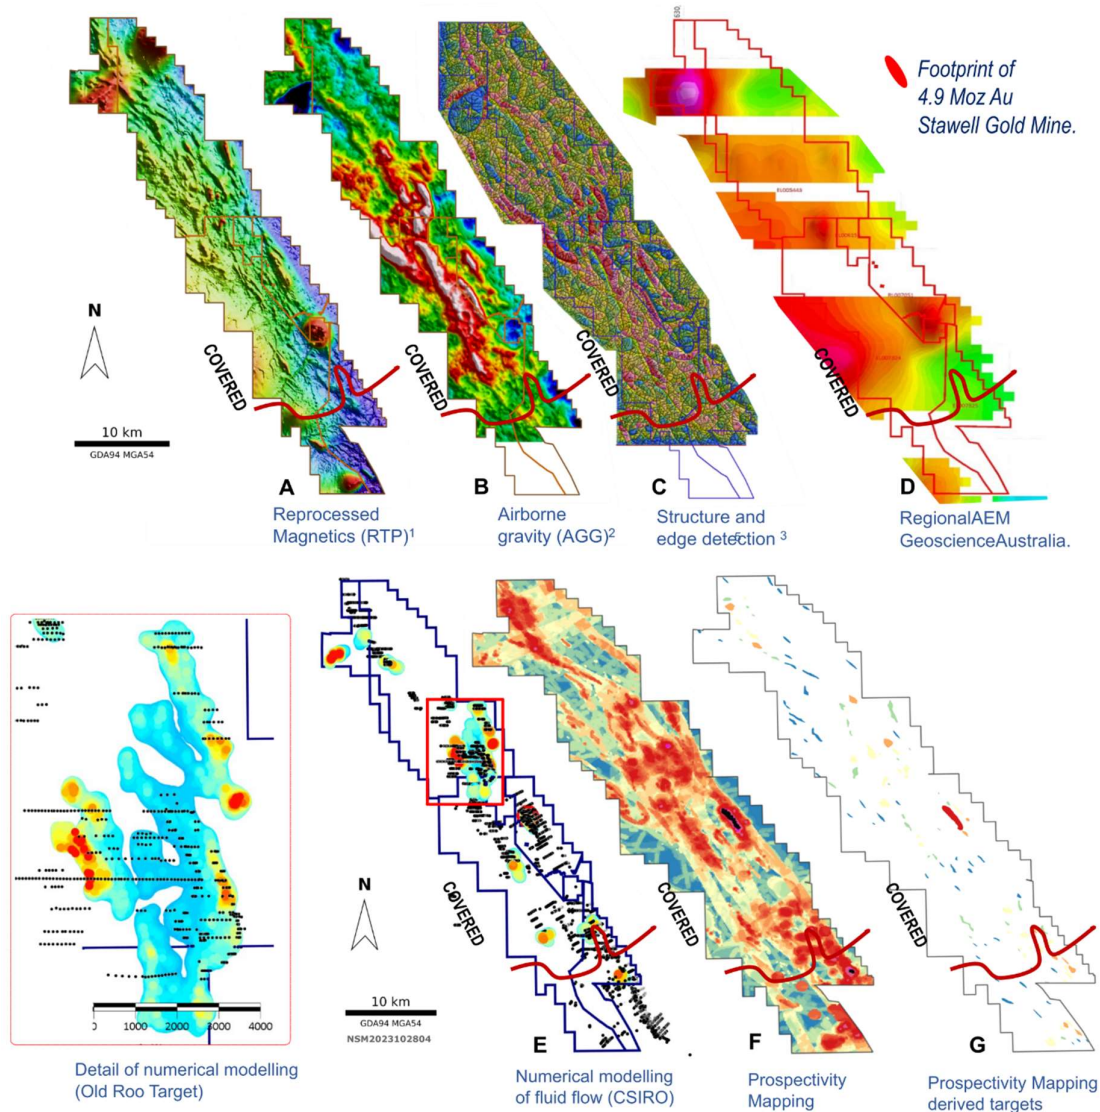 Footprint of
4.9 Moz Au
Stawell Gold Mine.
N
10 km
GDA94 MGA54
COVERED
A
Reprocessed
Magnetics (RTP)1
COVERED
B
Airborne
gravity (AGG)2
COVERED
C
Structure and
edge detection 3
COVERED
D
RegionalAEM
GeoscienceAustralia.
0 1000 2000 3000 4000
Detail of numerical modelling
(Old Roo Target)
N
10 km
GDA94 MGA54
NSM2023102804
COVERED
E
Numerical modelling
of fluid flow (CSIRO)
COVERED
F
Prospectivity
Mapping
COVERED
G
Prospectivity Mapping
derived targets